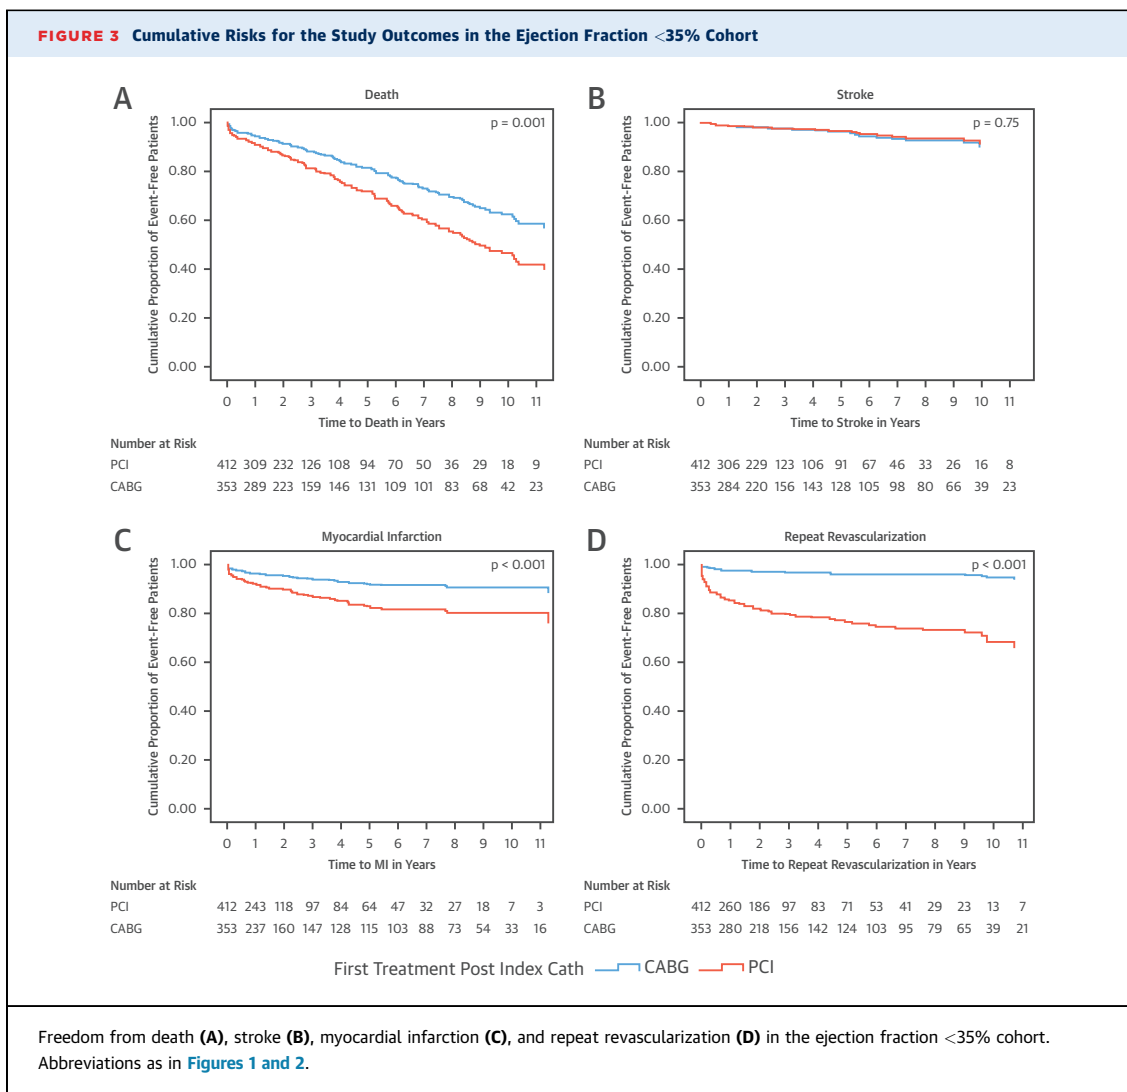 FIGURE 3 Cumulative Risks for the Study Outcomes in the Ejection Fraction <35% Cohort
A
Death
Cumulative Proportion of Event-Free Patients
1.00
0.80
0.60
0.40
0.20
0.00
p = 0.001
0 1 2 3 4 5 6 7 8 9 10 11
Time to Death in Years
Number at Risk
PCI 412 309 232 126 108 94 70 50 36 29 18 9
CABG 353 289 223 159 146 131 109 101 83 68 42 23
B
Stroke
Cumulative Proportion of Event-Free Patients
1.00
0.80
0.60
0.40
0.20
0.00
p = 0.75
0 1 2 3 4 5 6 7 8 9 10 11
Time to Stroke in Years
Number at Risk
PCI 412 306 229 123 106 91 67 46 33 26 16 8
CABG 353 284 220 156 143 128 105 98 80 66 39 23
C
Myocardial Infarction
Cumulative Proportion of Event-Free Patients
1.00
0.80
0.60
0.40
0.20
0.00
p < 0.001
0 1 2 3 4 5 6 7 8 9 10 11
Time to MI in Years
Number at Risk
PCI 412 243 118 97 84 64 47 32 27 18 7 3
CABG 353 237 160 147 128 115 103 88 73 54 33 16
D
Repeat Revascularization
Cumulative Proportion of Event-Free Patients
1.00
0.80
0.60
0.40
0.20
0.00
p < 0.001
0 1 2 3 4 5 6 7 8 9 10 11
Time to Repeat Revascularization in Years
Number at Risk
PCI 412 260 186 97 83 71 53 41 29 23 13 7
CABG 353 280 218 156 142 124 103 95 79 65 39 21
First Treatment Post Index Cath CABG PCI
Freedom from death (A), stroke (B), myocardial infarction (C), and repeat revascularization (D) in the ejection fraction <35% cohort.
Abbreviations as in Figures 1 and 2.